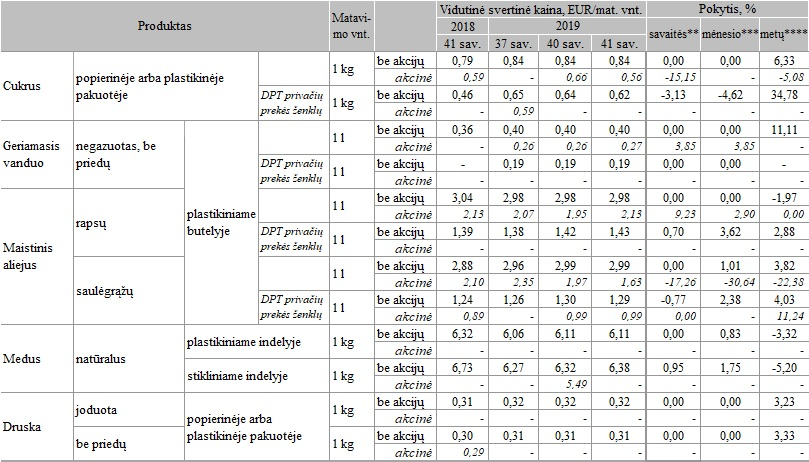 Produktas Matavi-mo vnt. Vidutinė svertinė kaina, EUR/mat. vnt. Pokytis, %
2018 2019 savaitės** mėnesio*** metų****
41 sav. 37 sav. 40 sav. 41 sav.
Cukrus popierinėje arba plastikinėje pakuotėje 1 kg be akcijų 0,79 0,84 0,84 0,84 0,00 0,00 6,33
akcinė 0,59 - 0,66 0,56 -15,15 - -5,08
DPT privačių prekės ženklų 1 kg be akcijų 0,46 0,65 0,64 0,62 -3,13 -4,62 34,78
akcinė - 0,59 - - - - -
Geriamasis vanduo negazuotas, be priedų plastikiniame butelyje 1l be akcijų 0,36 0,40 0,40 0,40 0,00 0,00 11,11
akcinė - 0,26 0,26 0,27 3,85 3,85 -
DPT privačių prekės ženklų 1l be akcijų - 0,19 0,19 0,19 0,00 0,00 -
akcinė - - - - - - -
Maistinis aliejus rapsų 1l be akcijų 3,04 2,98 2,98 2,98 0,00 0,00 -1,97
akcinė 2,13 2,07 1,95 2,13 9,23 2,90 0,00
DPT privačių prekės ženklų 1l be akcijų 1,39 1,38 1,42 1,43 0,70 3,62 2,88
akcinė - - - - - - -
saulėgrąžų 1l be akcijų 2,88 2,96 2,99 2,99 0,00 1,01 3,82
akcinė 2,10 2,35 1,97 1,63 -17,26 -30,64 -22,38
DPT privačių prekės ženklų 1l be akcijų 1,24 1,26 1,30 1,29 -0,77 2,38 4,03
akcinė 0,89 - 0,99 0,99 0,00 - 11,24
Medus natūralus plastikiniame indelyje 1 kg be akcijų 6,32 6,06 6,11 6,11 0,00 0,83 -3,32
akcinė - - - - - - -
stikliniame indelyje 1 kg be akcijų 6,73 6,27 6,32 6,38 0,95 1,75 -5,20
akcinė - - 5,49 - - - -
Druska joduota popierinėje arba plastikinėje pakuotėje 1 kg be akcijų 0,31 0,32 0,32 0,32 0,00 0,00 3,23
akcinė - - - - - - -
be priedų 1 kg be akcijų 0,30 0,31 0,31 0,31 0,00 0,00 3,33
akcinė 0,29 - - - - - -